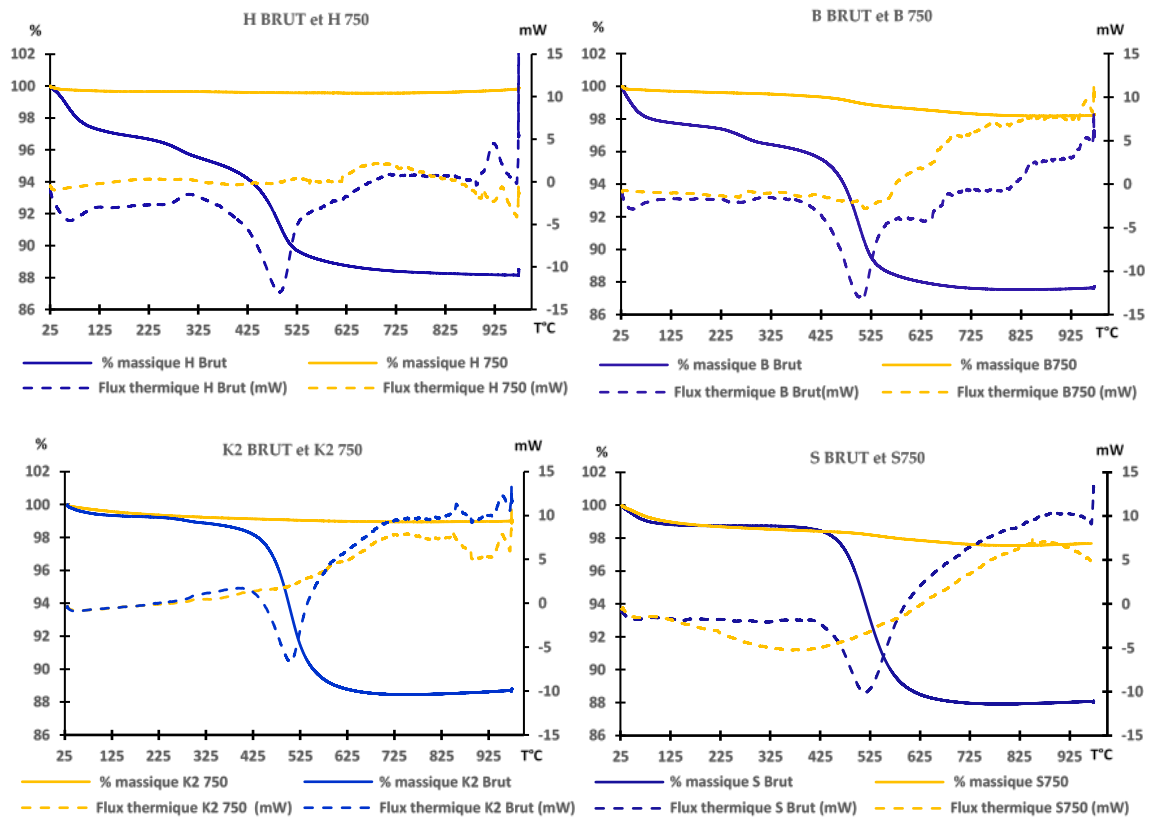 H BRUT et H 750
% mW
102 15
100 10
98 5
96
94 0
92 -5
90
88 -10
86 -15
25 125 225 325 425 525 625 725 825 925 T°C
% massique H Brut % massique H 750
Flux thermique H Brut (mW) Flux thermique H 750 (mW)
B BRUT et B 750
% mW
102 15
100 10
98 5
96
94 0
92 -5
90
88 -10
86 -15
25 125 225 325 425 525 625 725 825 925 T°C
% massique B Brut % massique B750
Flux thermique B Brut(mW) Flux thermique B750 (mW)
K2 BRUT et K2 750
% mW
102 15
100 10
98 5
96
94 0
92 -5
90
88 -10
86 -15
25 125 225 325 425 525 625 725 825 925 T°C
% massique K2 750 % massique K2 Brut
Flux thermique K2 750 (mW) Flux thermique K2 Brut (mW)
S BRUT et S750
% mW
102 15
100 10
98 5
96
94 0
92 -5
90
88 -10
86 -15
25 125 225 325 425 525 625 725 825 925 T°C
% massique S Brut % massique S750
Flux thermique S Brut (mW) Flux thermique S750 (mW)